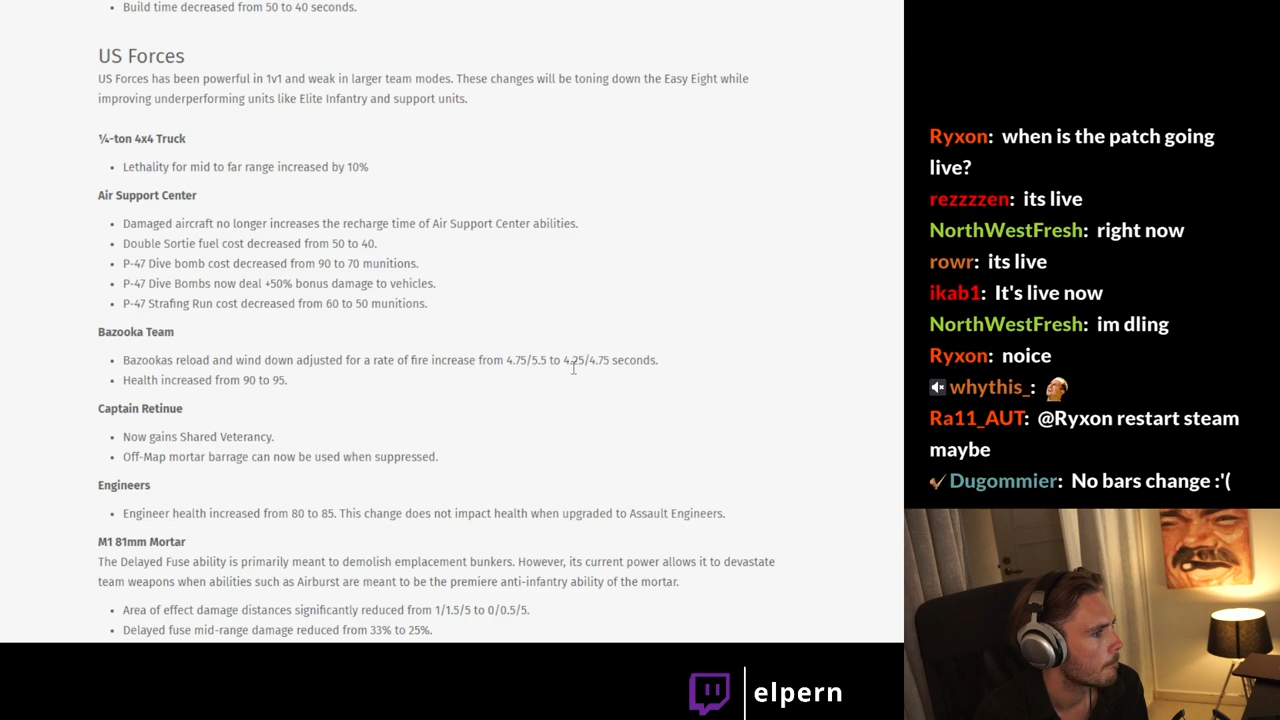 Build time decreased from 50 to 40 seconds.
US Forces
US Forces has been powerful in 1v1 and weak in larger team modes. These changes will be toning down the Easy Eight while
improving underperforming units like Elite Infantry and support units.
¼-ton 4x4 Truck
Lethality for mid to far range increased by 10%
Air Support Center
Damaged aircraft no longer increases the recharge time of Air Support Center abilities.
Double Sortie fuel cost decreased from 50 to 40.
P-47 Dive bomb cost decreased from 90 to 70 munitions.
P-47 Dive Bombs now deal +50% bonus damage to vehicles.
P-47 Strafing Run cost decreased from 60 to 50 munitions.
Bazooka Team
Bazookas reload and wind down adjusted for a rate of fire increase from 4.75/5.5 to 4.25/4.75 seconds.
Health increased from 90 to 95.
Captain Retinue
Now gains Shared Veterancy.
Off-Map mortar barrage can now be used when suppressed.
Engineers
Engineer health increased from 80 to 85. This change does not impact health when upgraded to Assault Engineers.
M1 81mm Mortar
The Delayed Fuse ability is primarily meant to demolish emplacement bunkers. However, its current power allows it to devastate
team weapons when abilities such as Airburst are meant to be the premiere anti-infantry ability of the mortar.
Area of effect damage distances significantly reduced from 1/1.5/5 to 0/0.5/5.
Delayed fuse mid-range damage reduced from 33% to 25%.
Ryxon: when is the patch going
live?
rezzzzen: its live
NorthWestFresh: right now
rowr: its live
ikab1: It's live now
NorthWestFresh: im dling
Ryxon: noice
whythis_:
Ra11_AUT: @Ryxon restart steam
maybe
Dugommier: No bars change :'(
elpern